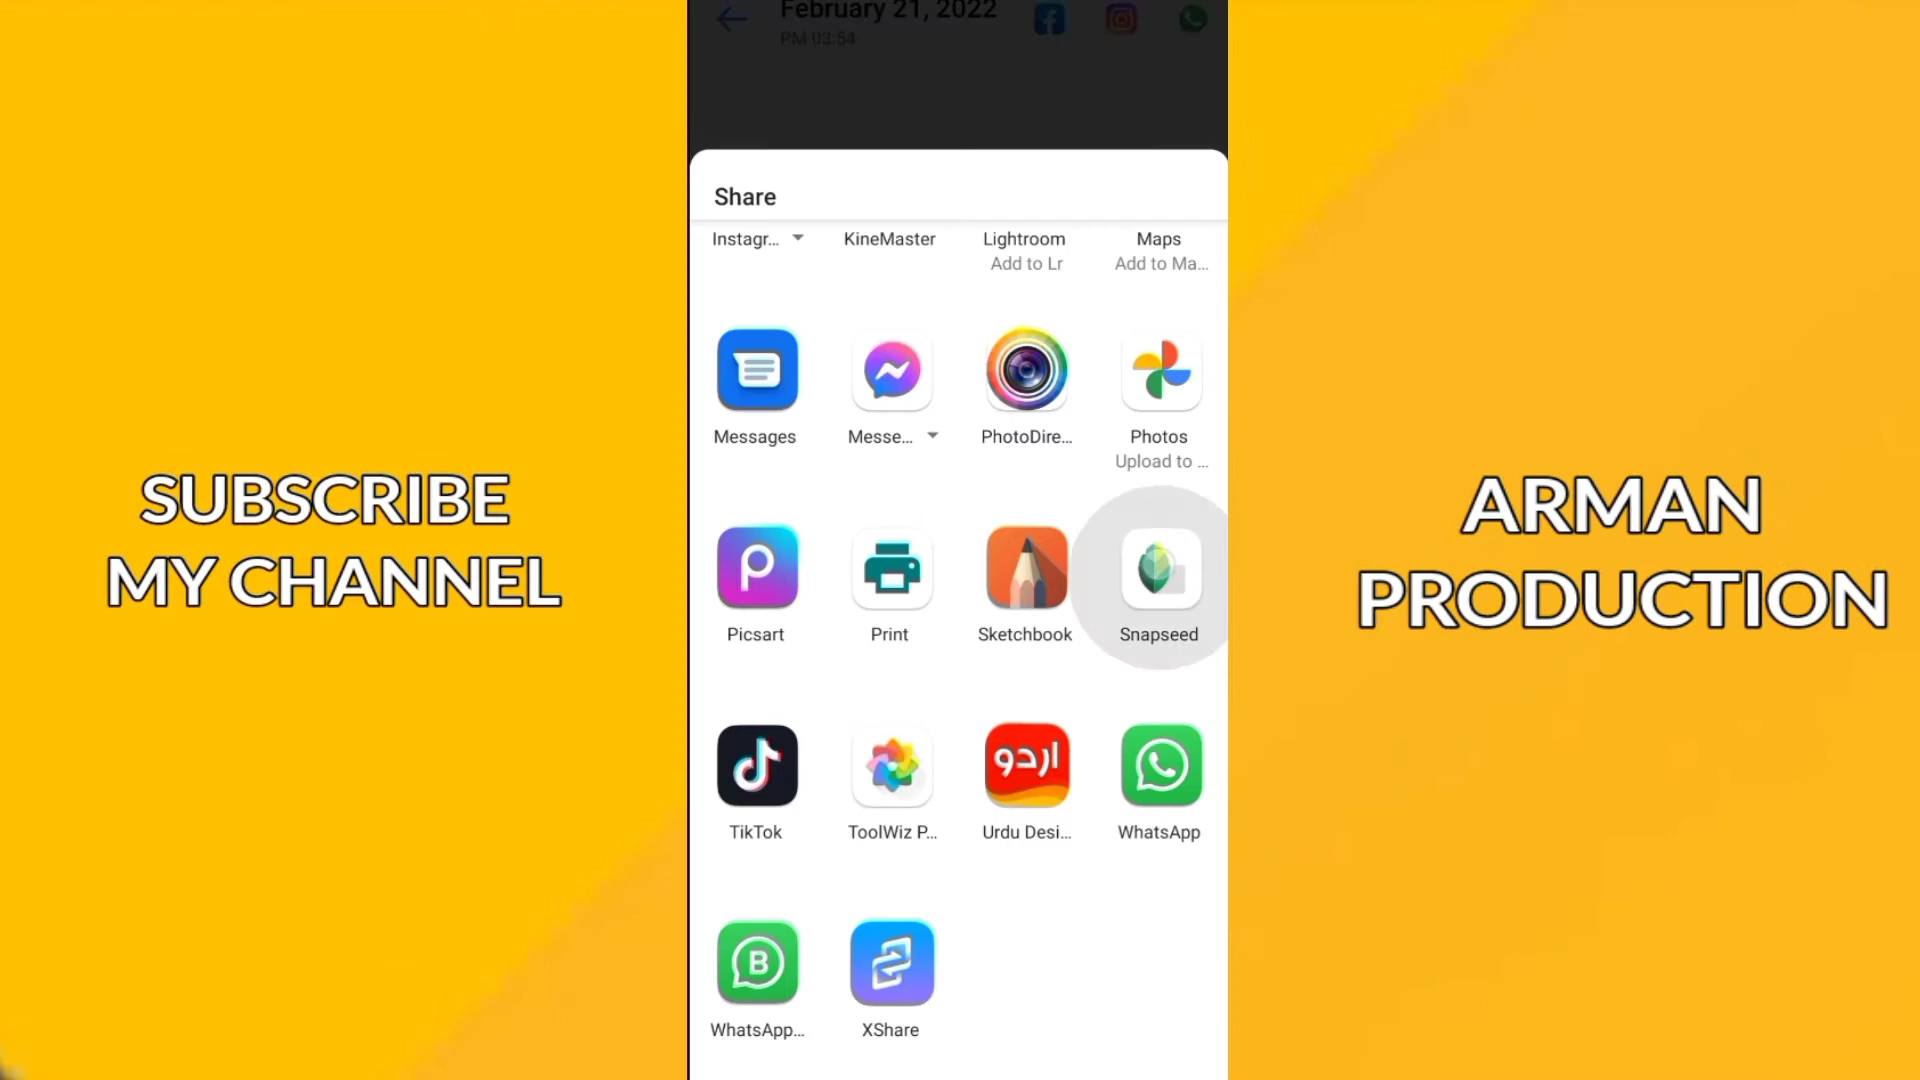 February 21, 2022
PM 03:54
Share
Instagr...
KineMaster
Lightroom
Maps
Add to Lr
Add to Ma...
Messages
Messe...
PhotoDire...
Photos
Upload to ...
SUBSCRIBE
MY CHANNEL
ARMAN
PRODUCTION
Picsart
Print
Sketchbook
Snapseed
اردو
TikTok
ToolWiz P...
Urdu Desi...
WhatsApp
B
WhatsApp...
XShare